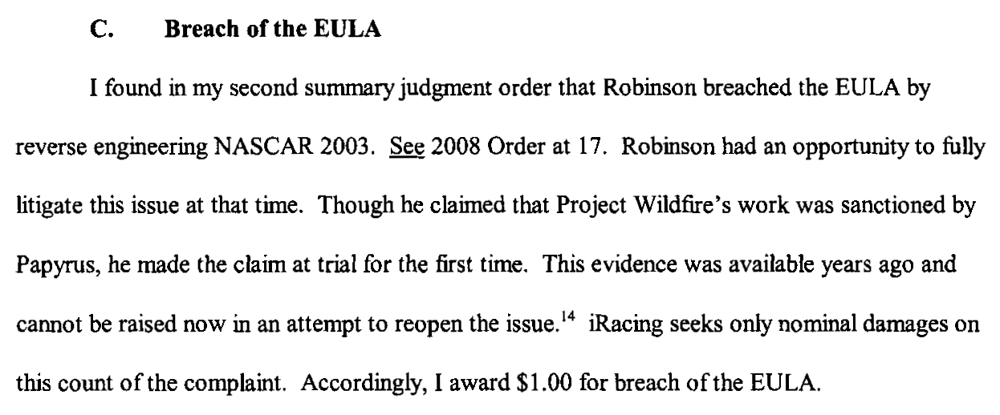 C. Breach of the EULA
I found in my second summary judgment order that Robinson breached the EULA by
reverse engineering NASCAR 2003. See 2008 Order at 17. Robinson had an opportunity to fully
litigate this issue at that time. Though he claimed that Project Wildfire's work was sanctioned by
Papyrus, he made the claim at trial for the first time. This evidence was available years ago and
cannot be raised now in an attempt to reopen the issue.14 iRacing seeks only nominal damages on
this count of the complaint. Accordingly, I award $1.00 for breach of the EULA.